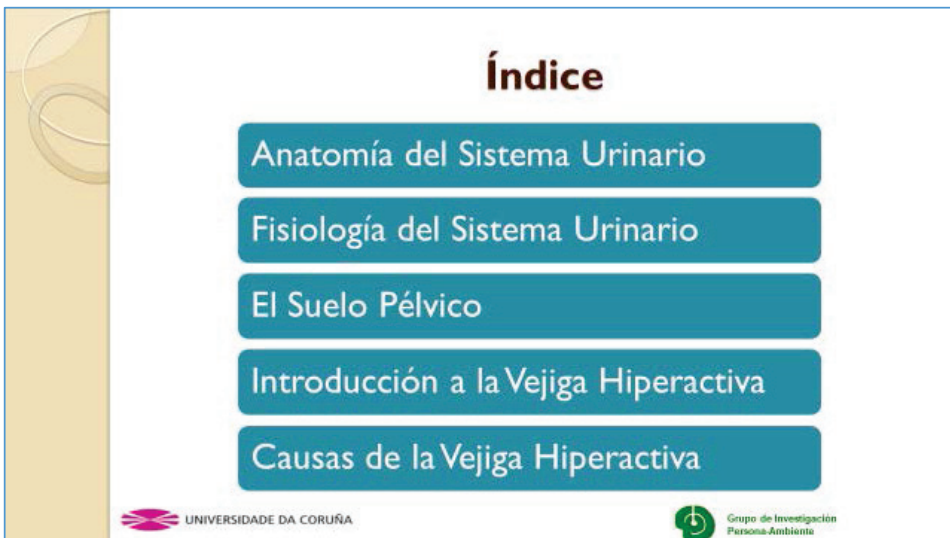 Índice
Anatomía del Sistema Urinario
Fisiología del Sistema Urinario
El Suelo Pélvico
Introducción a la Vejiga Hiperactiva
Causas de la Vejiga Hiperactiva
UNIVERSIDADE DA CORUÑA
Grupo de Investigación
Persona-Ambiente